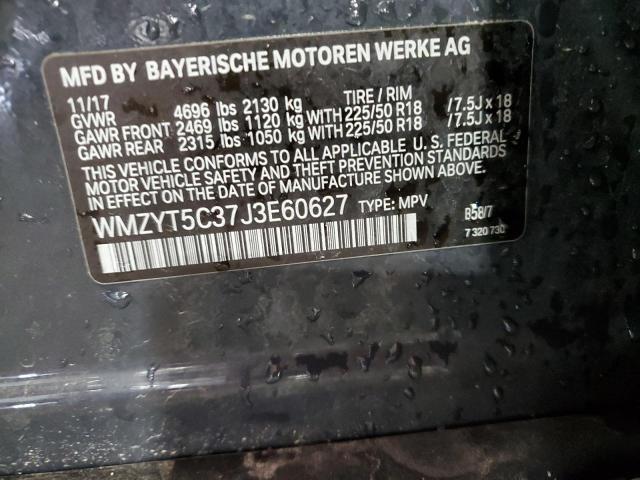 MFD BY BAYERISCHE MOTOREN WERKE AG
11/17 TIRE / RIM
GVWR 4696 lbs 2130 kg
GAWR FRONT 2469 lbs 1120 kg WITH 225/50 R18 /7.5J x 18
GAWR REAR 2315 lbs 1050 kg WITH 225/50 R18 /7.5J x 18
THIS VEHICLE CONFORMS TO ALL APPLICABLE U. S. FEDERAL
MOTOR VEHICLE SAFETY AND THEFT PREVENTION STANDARDS
IN EFFECT ON THE DATE OF MANUFACTURE SHOWN ABOVE.
WMZYT5C37J3E60627 TYPE: MPV B58/7
7 320 730